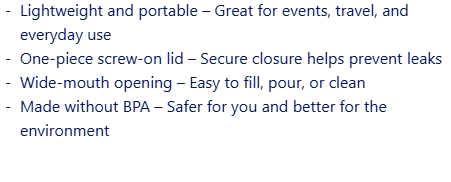 - Lightweight and portable – Great for events, travel, and
everyday use
- One-piece screw-on lid – Secure closure helps prevent leaks
- Wide-mouth opening – Easy to fill, pour, or clean
- Made without BPA – Safer for you and better for the
environment